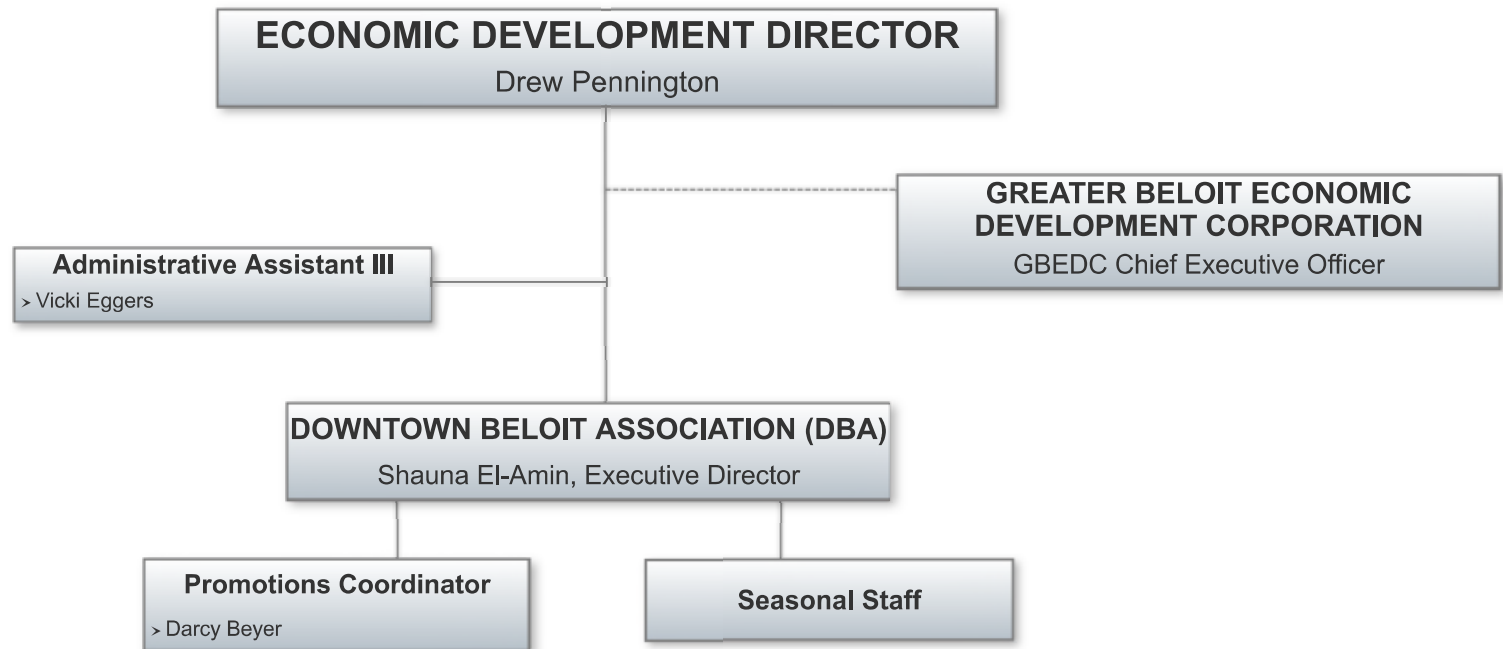 ECONOMIC DEVELOPMENT DIRECTOR
Drew Pennington
GREATER BELOIT ECONOMIC
DEVELOPMENT CORPORATION
GBEDC Chief Executive Officer
Administrative Assistant III
> Vicki Eggers
DOWNTOWN BELOIT ASSOCIATION (DBA)
Shauna El-Amin, Executive Director
Promotions Coordinator
> Darcy Beyer
Seasonal Staff